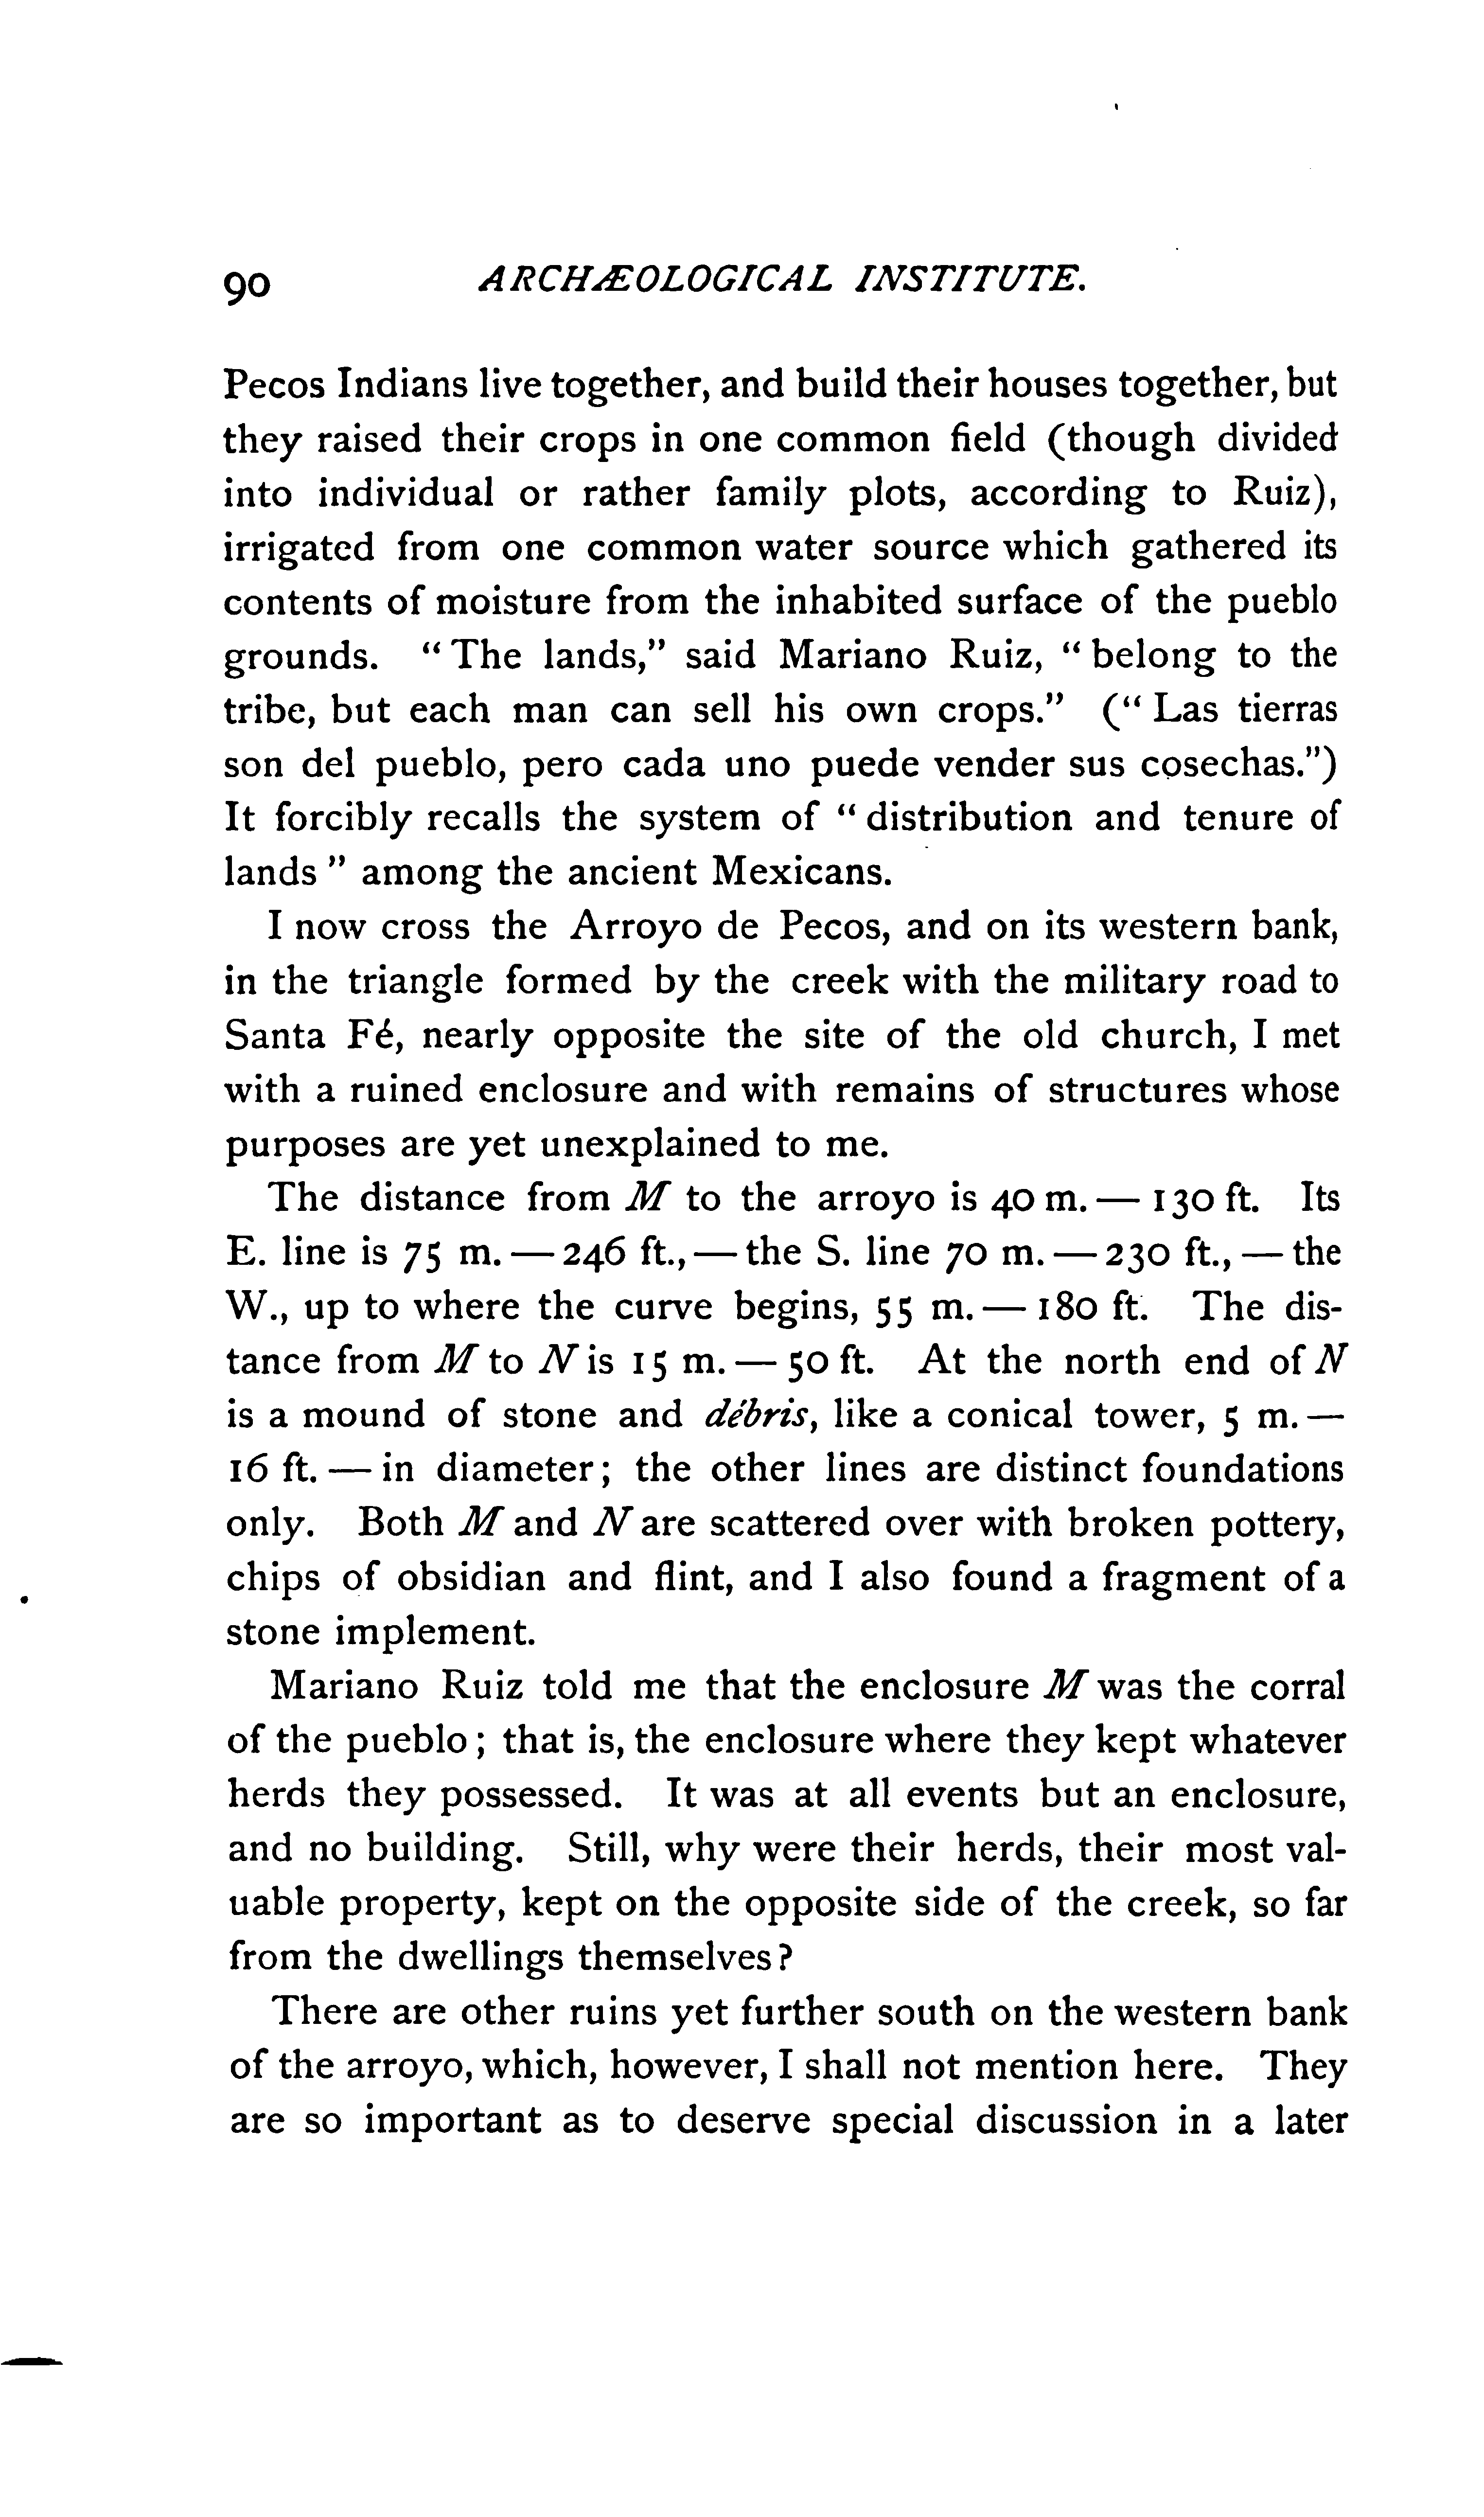 90 ARCHÆOLOGICAL INSTITUTE.
Pecos Indians live together, and build their houses together, but
they raised their crops in one common field (though divided
into individual or rather family plots, according to Ruiz),
irrigated from one common water source which gathered its
contents of moisture from the inhabited surface of the pueblo
grounds. “The lands,” said Mariano Ruiz, “belong to the
tribe, but each man can sell his own crops.” (“Las tierras
son del pueblo, pero cada uno puede vender sus cosechas.”)
It forcibly recalls the system of “distribution and tenure of
lands” among the ancient Mexicans.
I now cross the Arroyo de Pecos, and on its western bank,
in the triangle formed by the creek with the military road to
Santa Fé, nearly opposite the site of the old church, I met
with a ruined enclosure and with remains of structures whose
purposes are yet unexplained to me.
The distance from M to the arroyo is 40 m. — 130 ft. Its
E. line is 75 m. — 246 ft., — the S. line 70 m. — 230 ft., — the
W., up to where the curve begins, 55 m. — 180 ft. The dis-
tance from M to N is 15 m. — 50 ft. At the north end of N
is a mound of stone and débris, like a conical tower, 5 m. —
16 ft. — in diameter; the other lines are distinct foundations
only. Both M and N are scattered over with broken pottery,
chips of obsidian and flint, and I also found a fragment of a
stone implement.
Mariano Ruiz told me that the enclosure M was the corral
of the pueblo; that is, the enclosure where they kept whatever
herds they possessed. It was at all events but an enclosure,
and no building. Still, why were their herds, their most val-
uable property, kept on the opposite side of the creek, so far
from the dwellings themselves?
There are other ruins yet further south on the western bank
of the arroyo, which, however, I shall not mention here. They
are so important as to deserve special discussion in a later